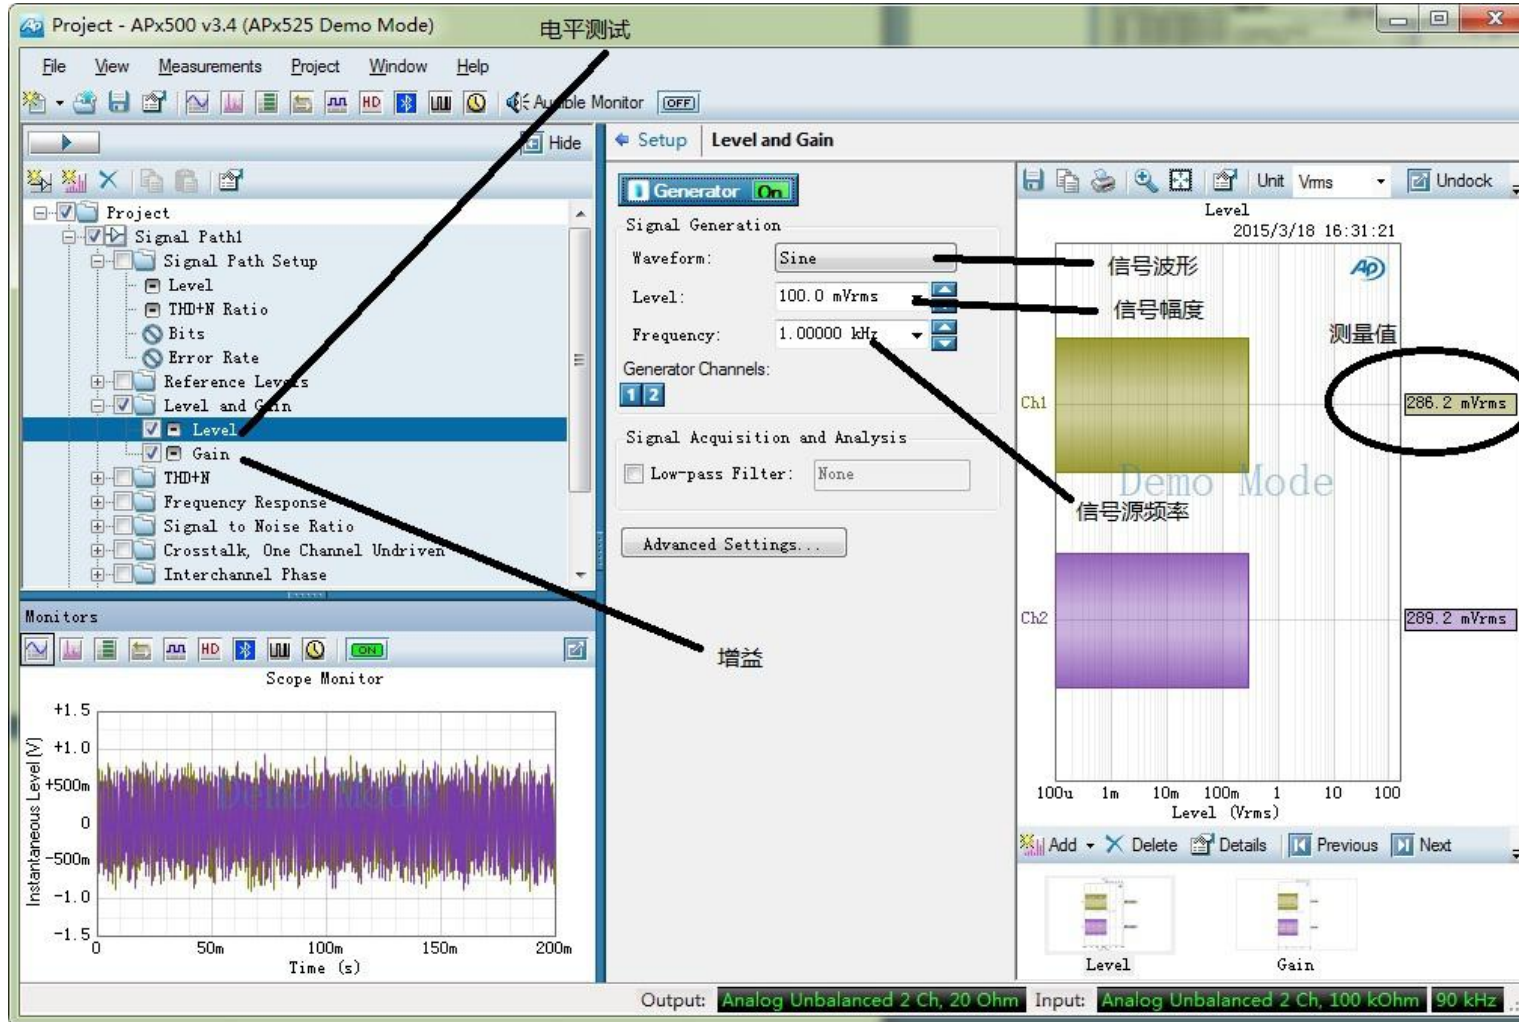 Project - APx500 v3.4 (APx525 Demo Mode)
电平测试
File View Measurements Project Window Help
HD
Audible Monitor OFF
Hide
Setup Level and Gain
Project
Signal Path1
Signal Path Setup
Level
THD+N Ratio
Bits
Error Rate
Reference Levels
Level and Gain
Level
Gain
THD+N
Frequency Response
Signal to Noise Ratio
Crosstalk, One Channel Undriven
Interchannel Phase
Generator On
Signal Generation
Waveform: Sine
Level: 100.0 mVrms
Frequency: 1.00000 kHz
Generator Channels:
1 2
Signal Acquisition and Analysis
Low-pass Filter: None
Advanced Settings...
增益
Unit Vrms Undock
Level
2015/3/18 16:31:21
信号波形
AP
信号幅度
测量值
Ch1
286.2 mVrms
Demo Mode
信号源频率
Ch2
289.2 mVrms
100u 1m 10m 100m 1 10 100
Level (Vrms)
Add Delete Details Previous Next
Level Gain
Monitors
HD ON
Scope Monitor
Instantaneous Level (V)
+1.5
+1.0
+500m
0
-500m
-1.0
-1.5
Demo Mode
0 50m 100m 150m 200m
Time (s)
Output: Analog Unbalanced 2 Ch, 20 Ohm Input: Analog Unbalanced 2 Ch, 100 kOhm 90 kHz